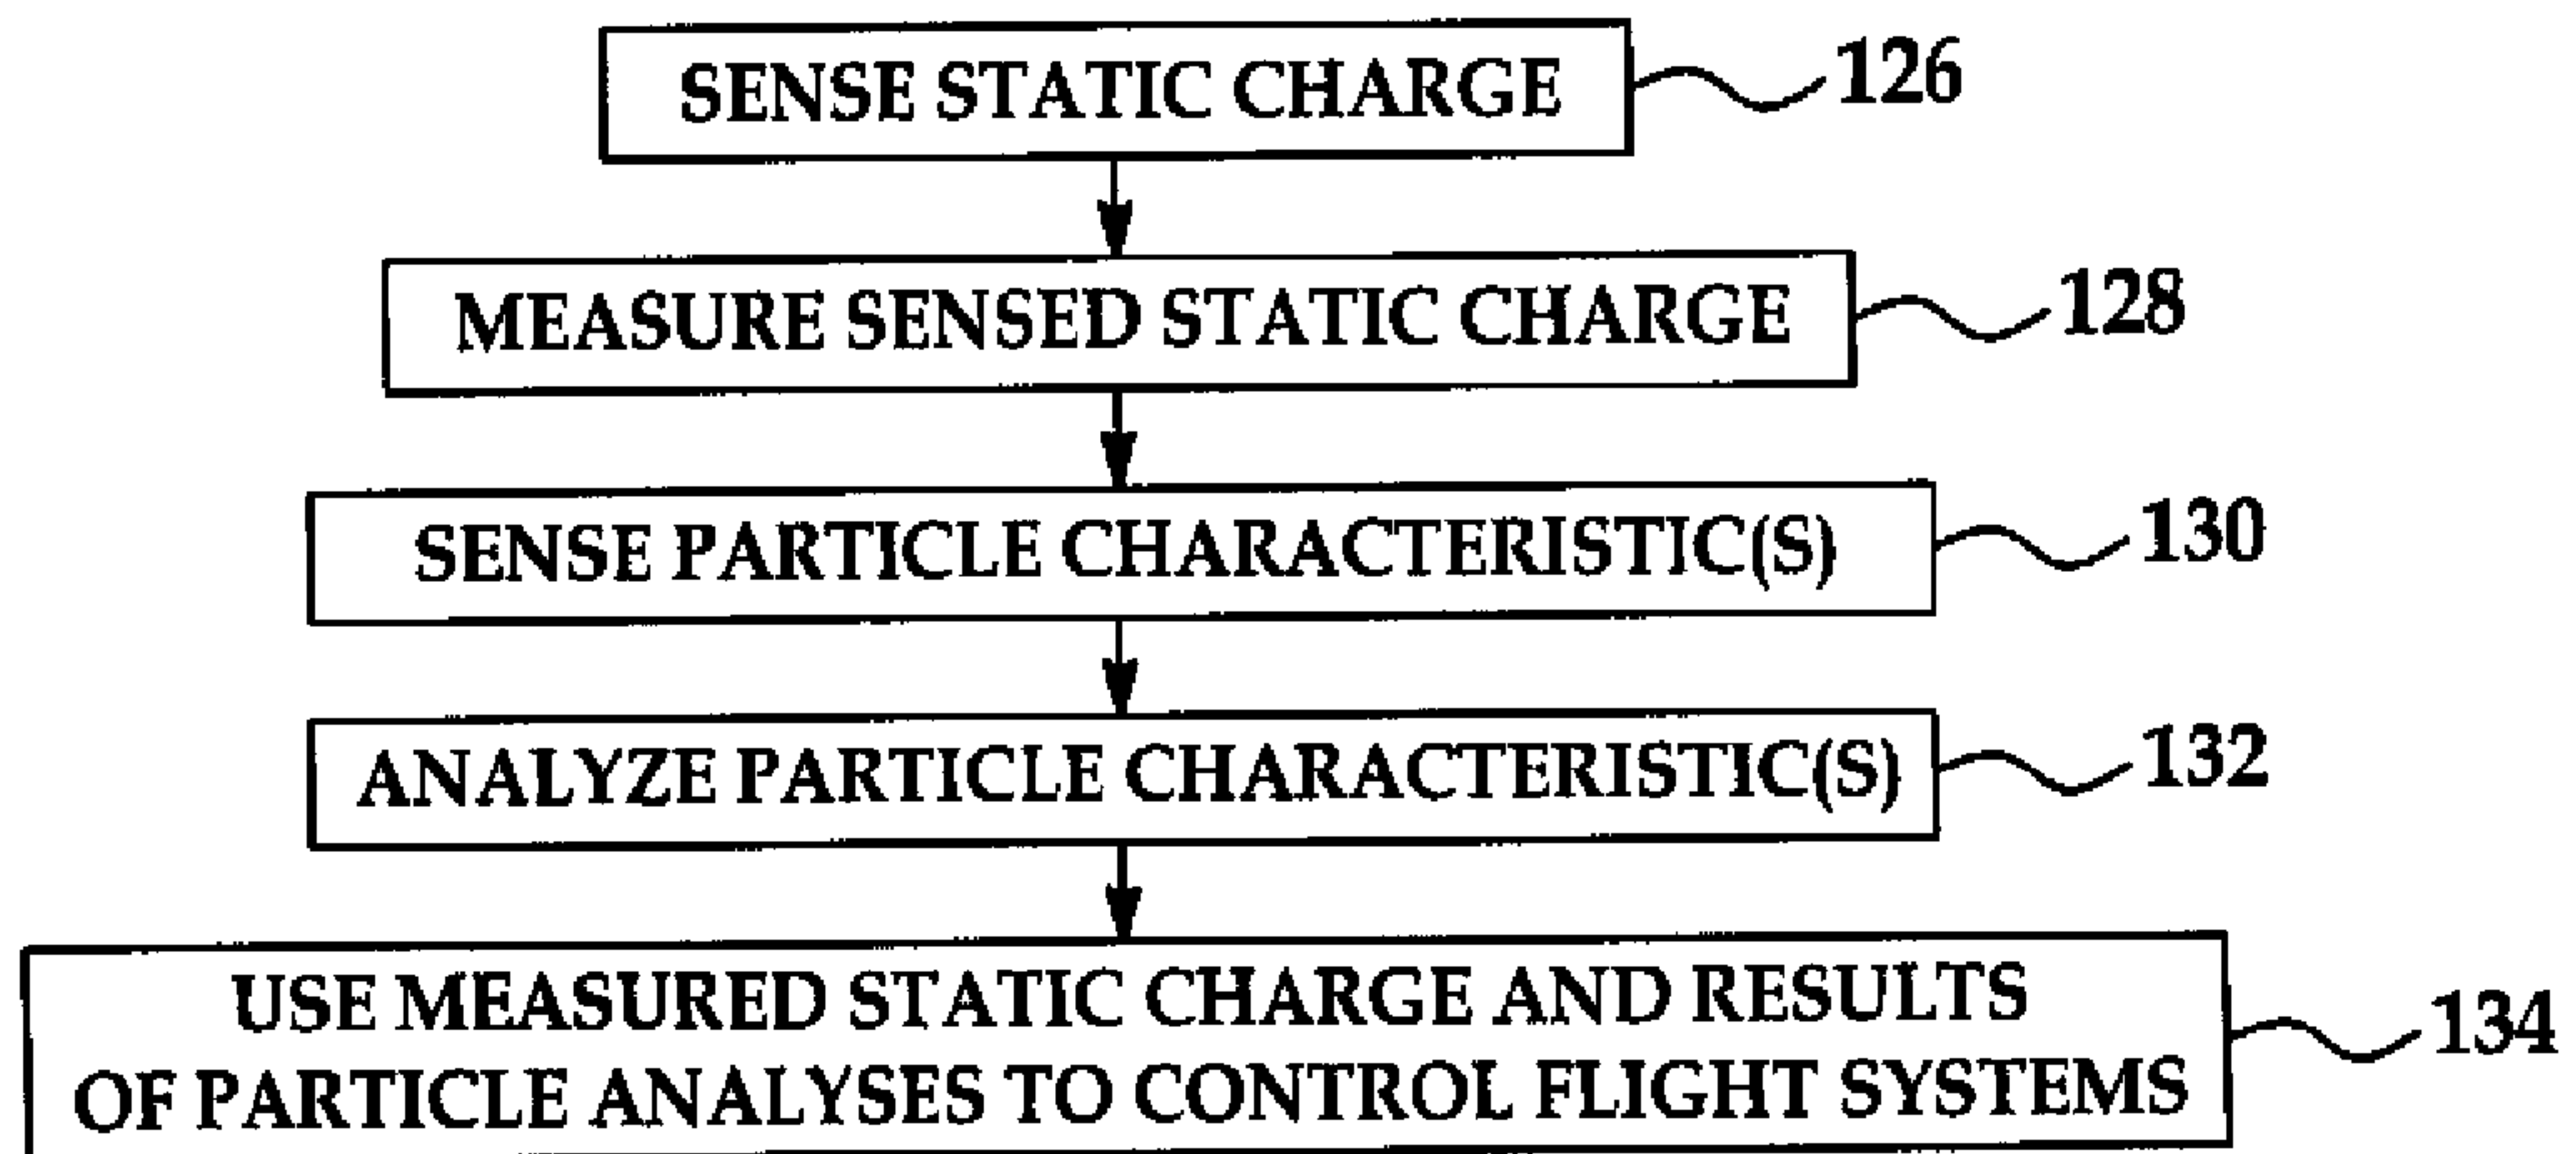 SENSE STATIC CHARGE 126
MEASURE SENSED STATIC CHARGE 128
SENSE PARTICLE CHARACTERISTIC(S) 130
ANALYZE PARTICLE CHARACTERISTIC(S) 132
USE MEASURED STATIC CHARGE AND RESULTS
OF PARTICLE ANALYSES TO CONTROL FLIGHT SYSTEMS
134